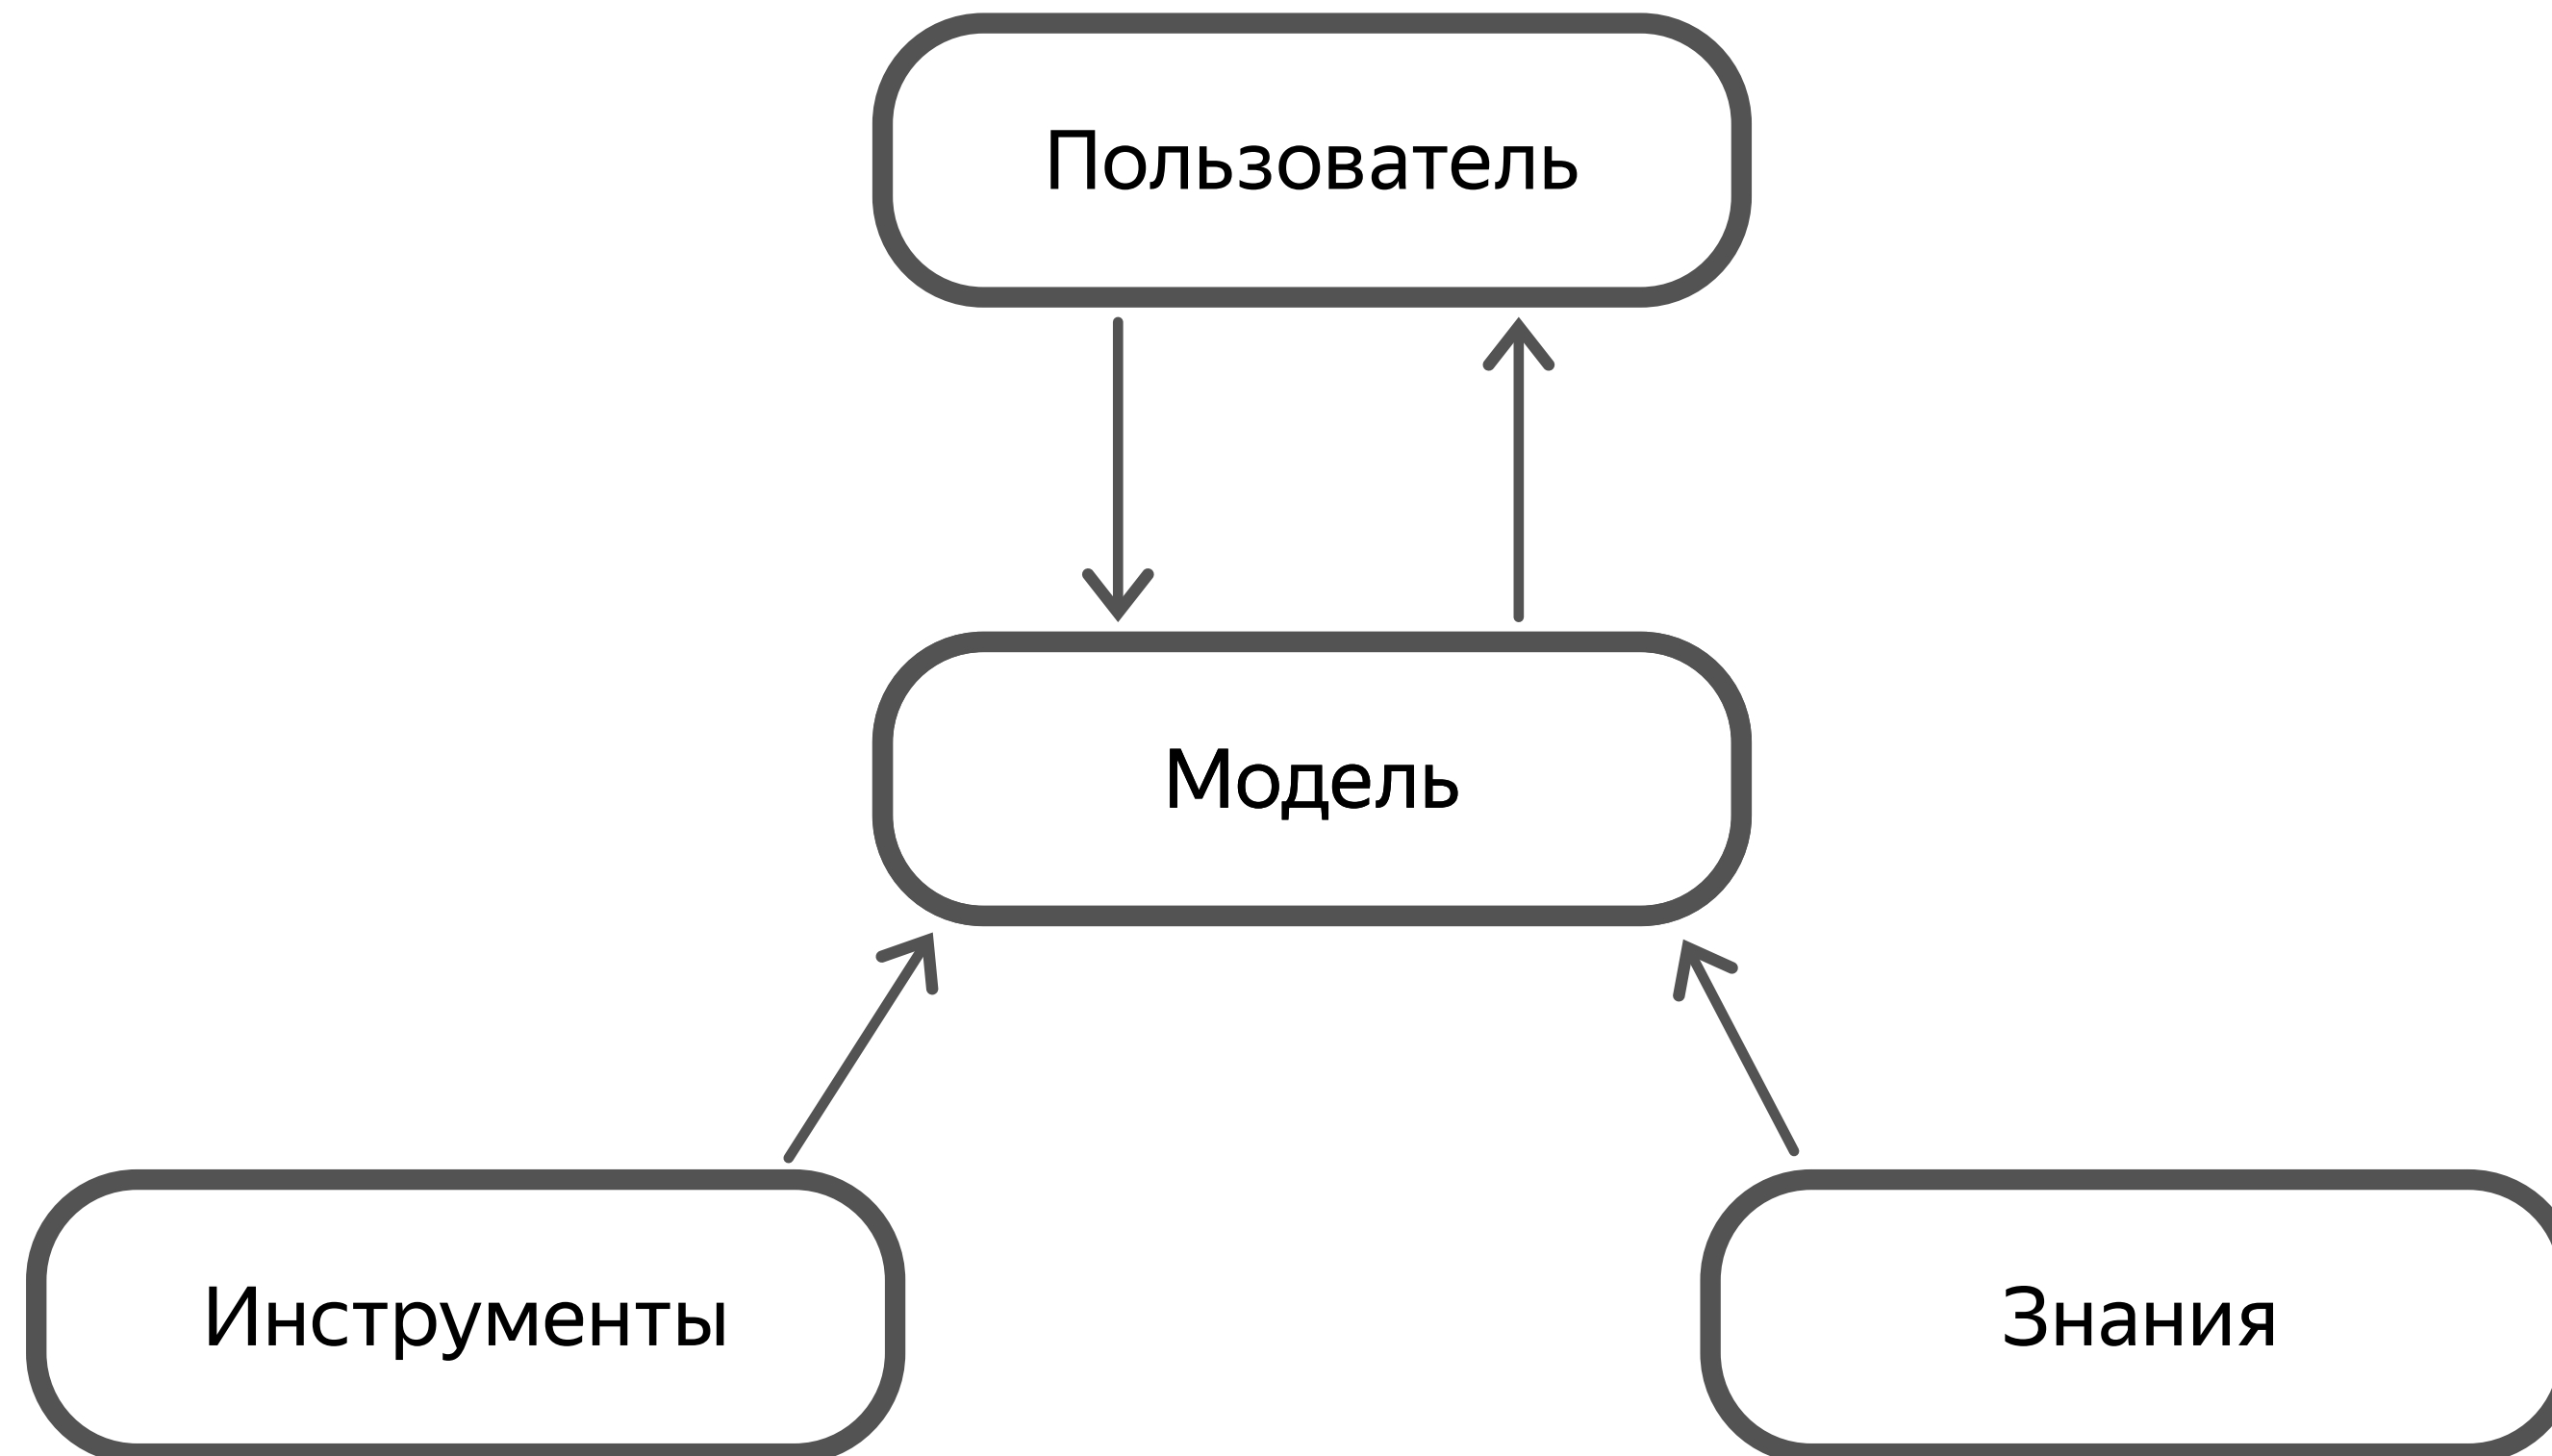 Пользователь
Модель
Инструменты
Знания